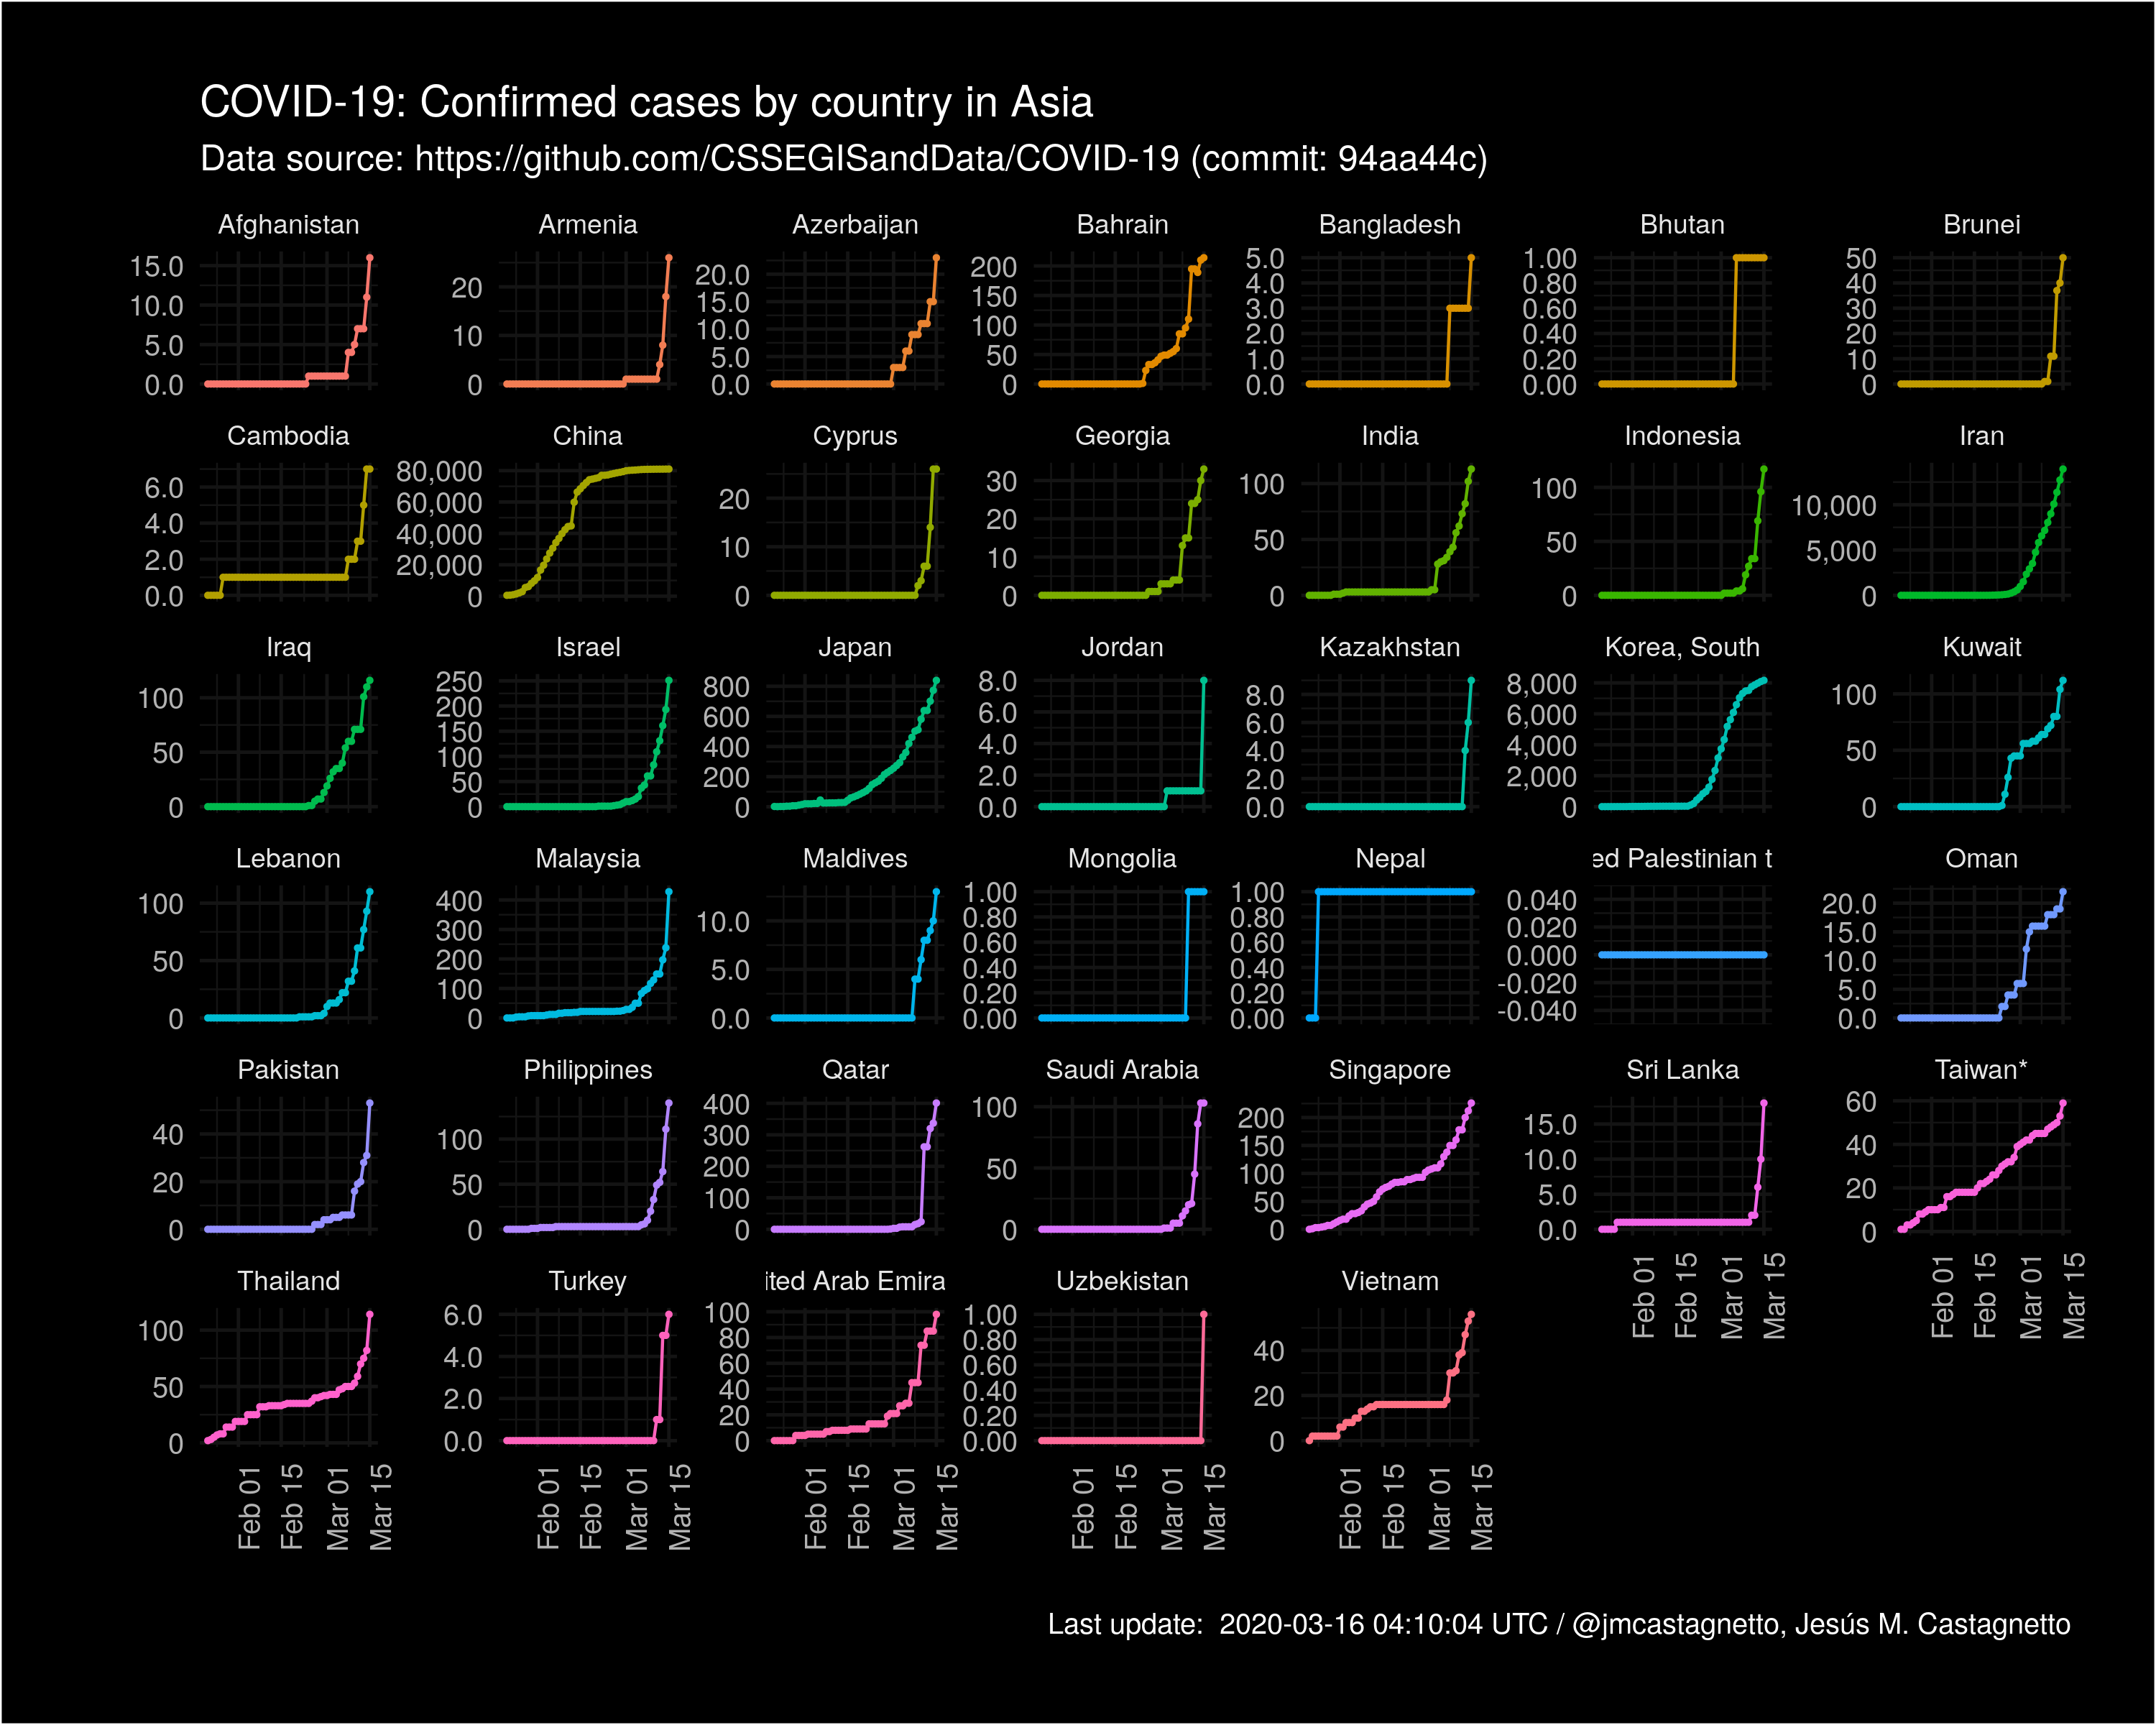 COVID-19: Confirmed cases by country in Asia
Data source: https://github.com/CSSEGISandData/COVID-19 (commit: 94aa44c)
Afghanistan Armenia Azerbaijan Bahrain Bangladesh Bhutan Brunei
15.0 10.0 5.0 0.0
20 10 0
20.0 15.0 10.0 5.0 0.0
200 150 100 50 0
5.0 4.0 3.0 2.0 1.0 0.0
1.00 0.80 0.60 0.40 0.20 0.00
50 40 30 20 10 0
Cambodia China Cyprus Georgia India Indonesia Iran
6.0 4.0 2.0 0.0
80,000 60,000 40,000 20,000 0
20 10 0
30 20 10 0
100 50 0
100 50 0
10,000 5,000 0
Iraq Israel Japan Jordan Kazakhstan Korea, South Kuwait
100 50 0
250 200 150 100 50 0
800 600 400 200 0
8.0 6.0 4.0 2.0 0.0
8.0 6.0 4.0 2.0 0.0
8,000 6,000 4,000 2,000 0
100 50 0
Lebanon Malaysia Maldives Mongolia Nepal ed Palestinian t Oman
100 50 0
400 300 200 100 0
10.0 5.0 0.0
1.00 0.80 0.60 0.40 0.20 0.00
1.00 0.80 0.60 0.40 0.20 0.00
0.040 0.020 0.000 -0.020 -0.040
20.0 15.0 10.0 5.0 0.0
Pakistan Philippines Qatar Saudi Arabia Singapore Sri Lanka Taiwan*
40 20 0
100 50 0
400 300 200 100 0
100 50 0
200 150 100 50 0
15.0 10.0 5.0 0.0
60 40 20 0
Feb 01 Feb 15 Mar 01 Mar 15
Feb 01 Feb 15 Mar 01 Mar 15
Thailand Turkey ited Arab Emira Uzbekistan Vietnam
100 50 0
6.0 4.0 2.0 0.0
100 80 60 40 20 0
1.00 0.80 0.60 0.40 0.20 0.00
40 20 0
Feb 01 Feb 15 Mar 01 Mar 15
Feb 01 Feb 15 Mar 01 Mar 15
Feb 01 Feb 15 Mar 01 Mar 15
Feb 01 Feb 15 Mar 01 Mar 15
Feb 01 Feb 15 Mar 01 Mar 15
Last update:  2020-03-16 04:10:04 UTC / @jmcastagnetto, Jesús M. Castagnetto